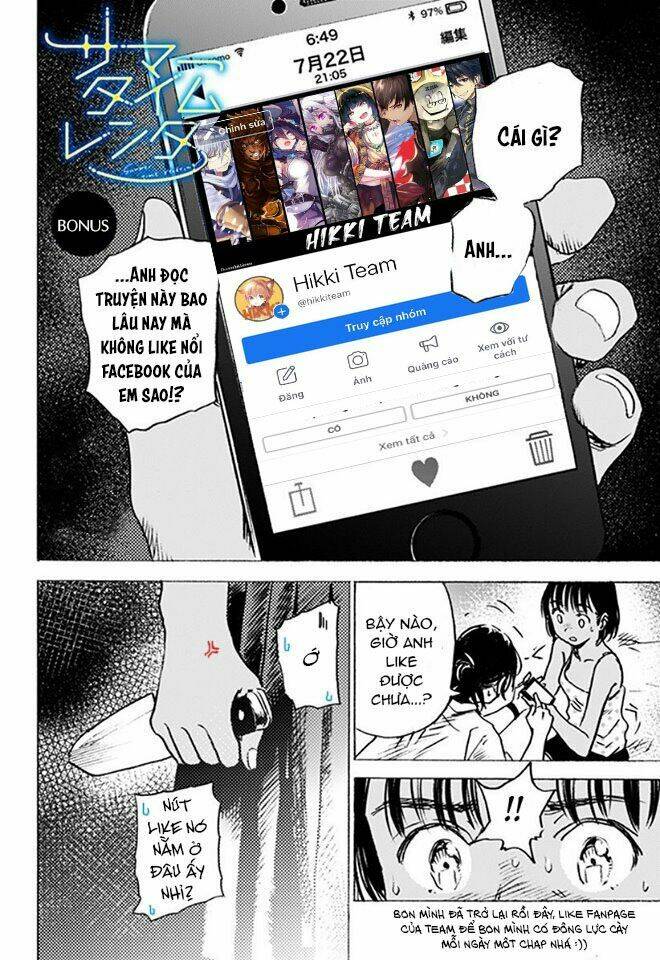 97%
docomo
6:49
7月22日
21:05
編集
サマータイムレンダ
Chỉnh sửa
BONUS
CÁI GÌ?
ANH...
HIKKI TEAM
...ANH ĐỌC
TRUYỆN NÀY BAO
LÂU NAY MÀ
KHÔNG LIKE NỔI
FACEBOOK CỦA
EM SAO!?
Hikki Team
@hikkiteam
Truy cập nhóm
Đăng
Ảnh
Quảng cáo
Xem với tư
cách
CÓ
KHÔNG
Xem tất cả >
BẬY NÀO,
GIỜ ANH
LIKE
ĐƯỢC
CHƯA...?
Ớ
NÚT
LIKE NÓ
NẰM Ở
ĐÂU ẤY
NHỈ?
!!
BON MÌNH ĐÃ TRỞ LẠI RỒI ĐÂY, LIKE FANPAGE
CỦA TEAM ĐỂ BON MÌNH CÓ ĐỘNG LỰC CÀY
MỖI NGÀY MỘT CHAP NHÁ :))